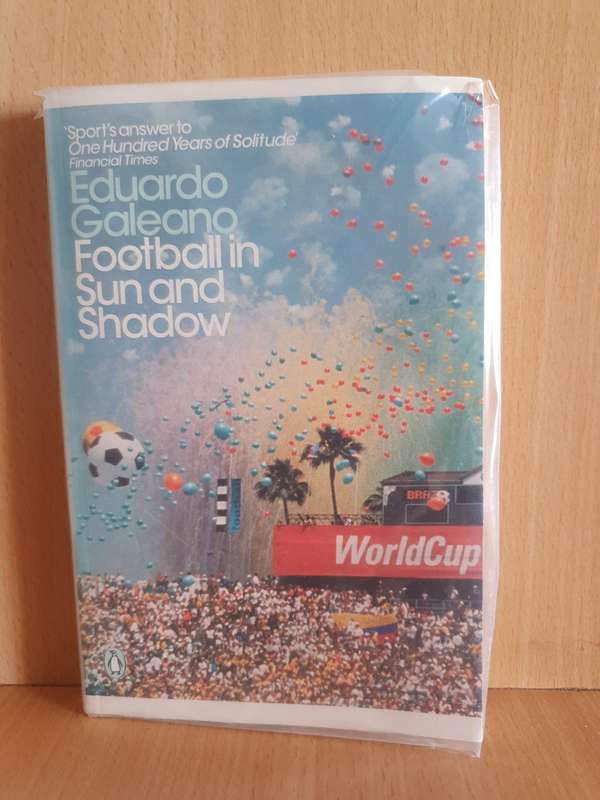 'Sport's answer to
One Hundred Years of Solitude'
Financial Times
Eduardo
Galeano
Football in
Sun and
Shadow
WorldCup